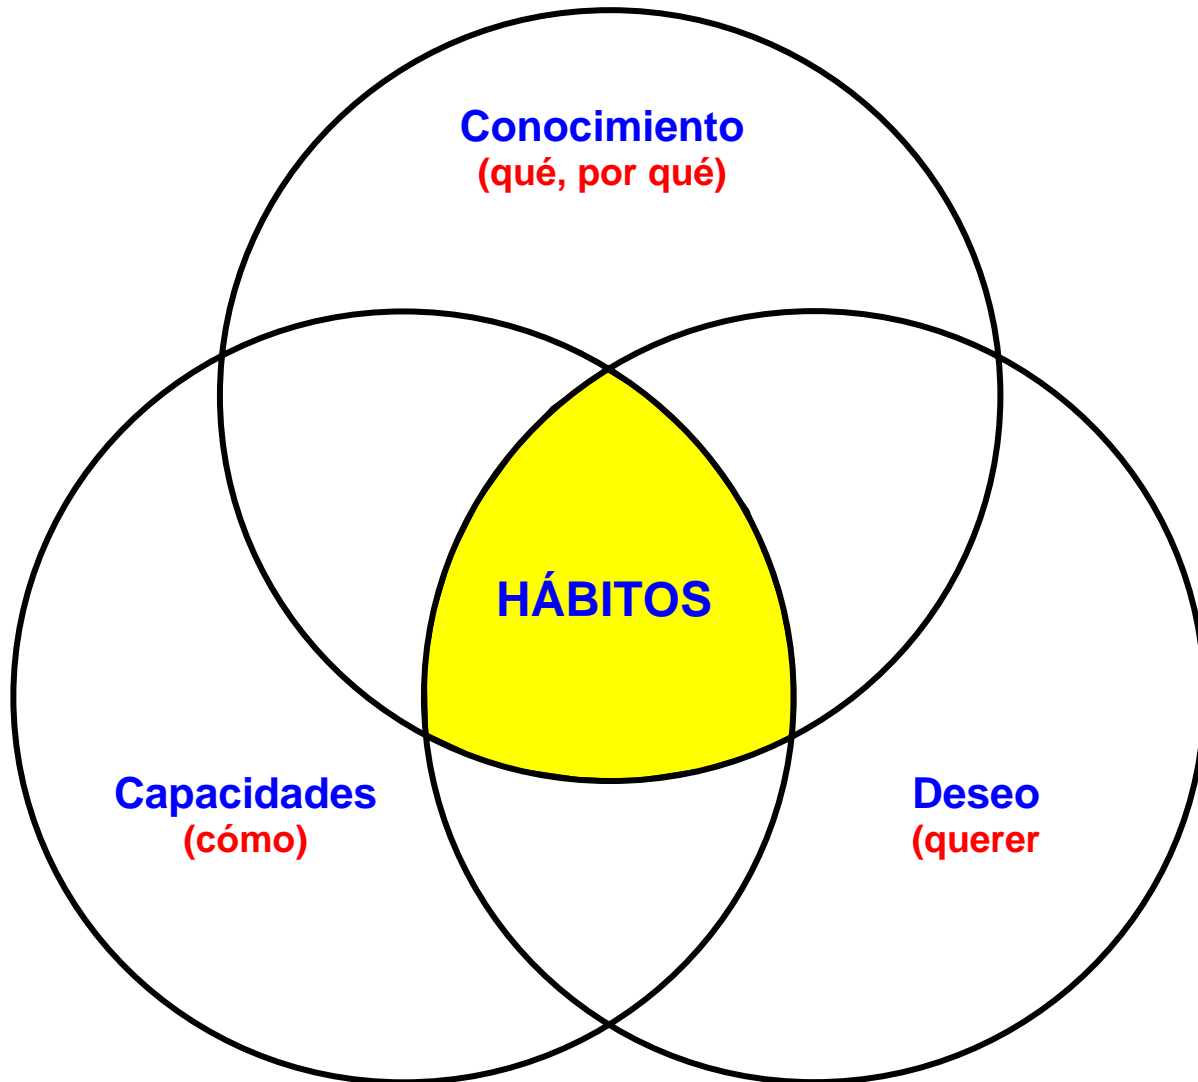 Conocimiento
(qué, por qué)
HÁBITOS
Capacidades
(cómo)
Deseo
(querer